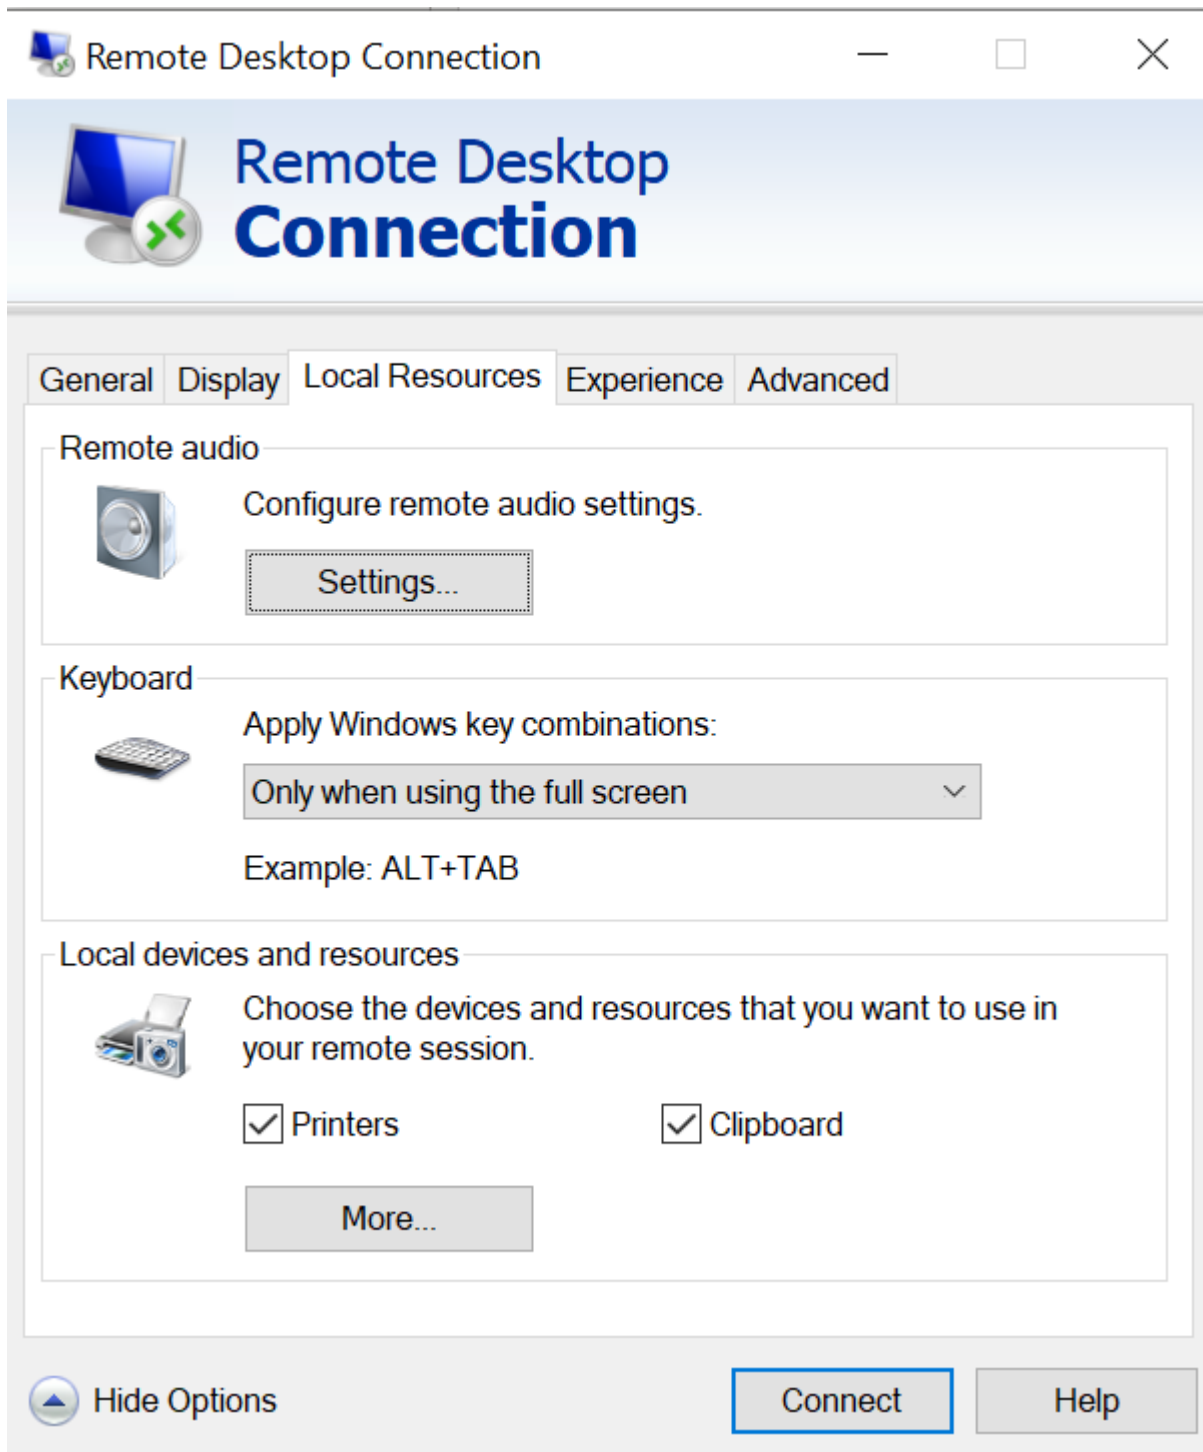 Remote Desktop Connection
Remote Desktop
Connection
General Display Local Resources Experience Advanced
Remote audio
Configure remote audio settings.
Settings...
Keyboard
Apply Windows key combinations:
Only when using the full screen
Example: ALT+TAB
Local devices and resources
Choose the devices and resources that you want to use in
your remote session.
Printers Clipboard
More...
Hide Options Connect Help